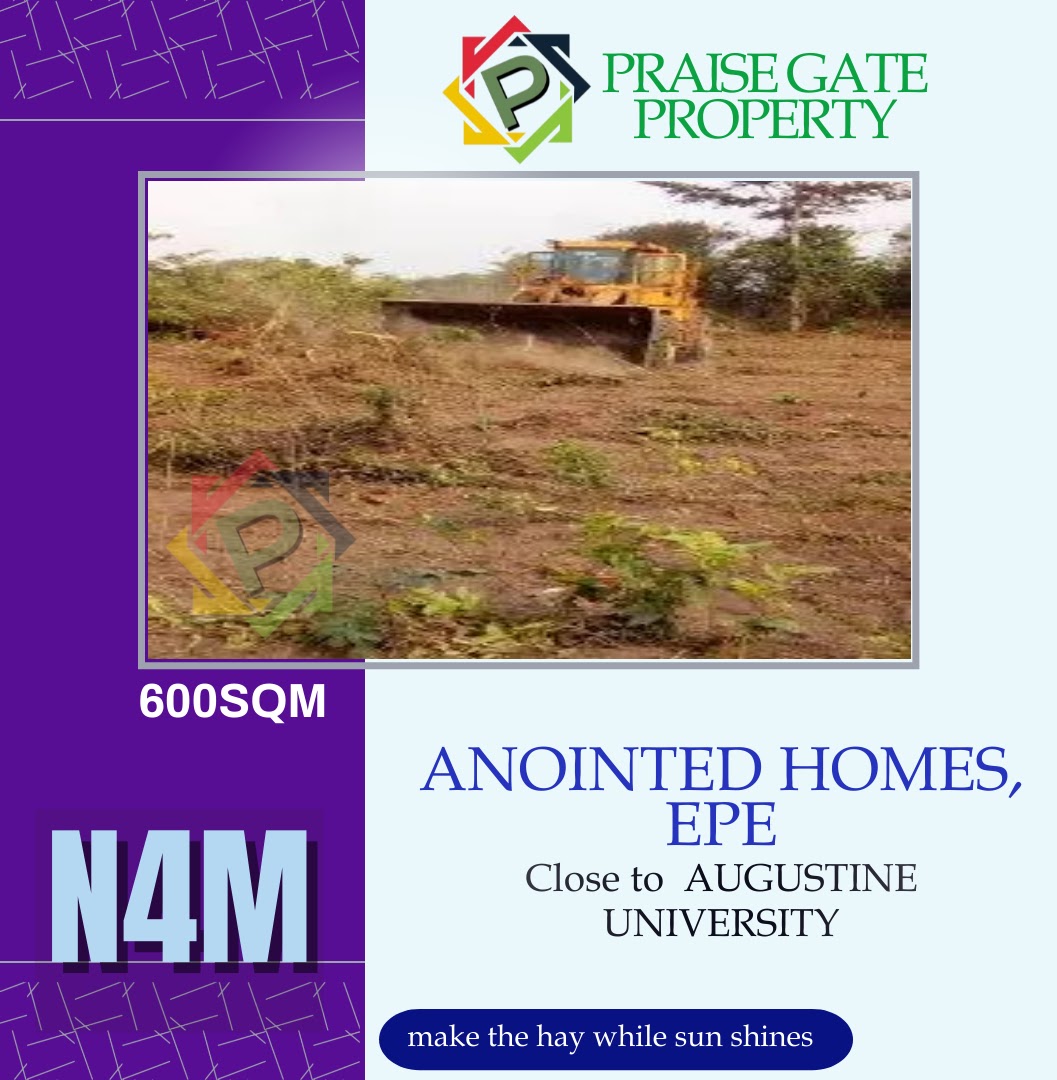 P
PRAISE GATE
PROPERTY
P
600SQM
ANOINTED HOMES,
EPE
Close to AUGUSTINE
UNIVERSITY
N4M
make the hay while sun shines